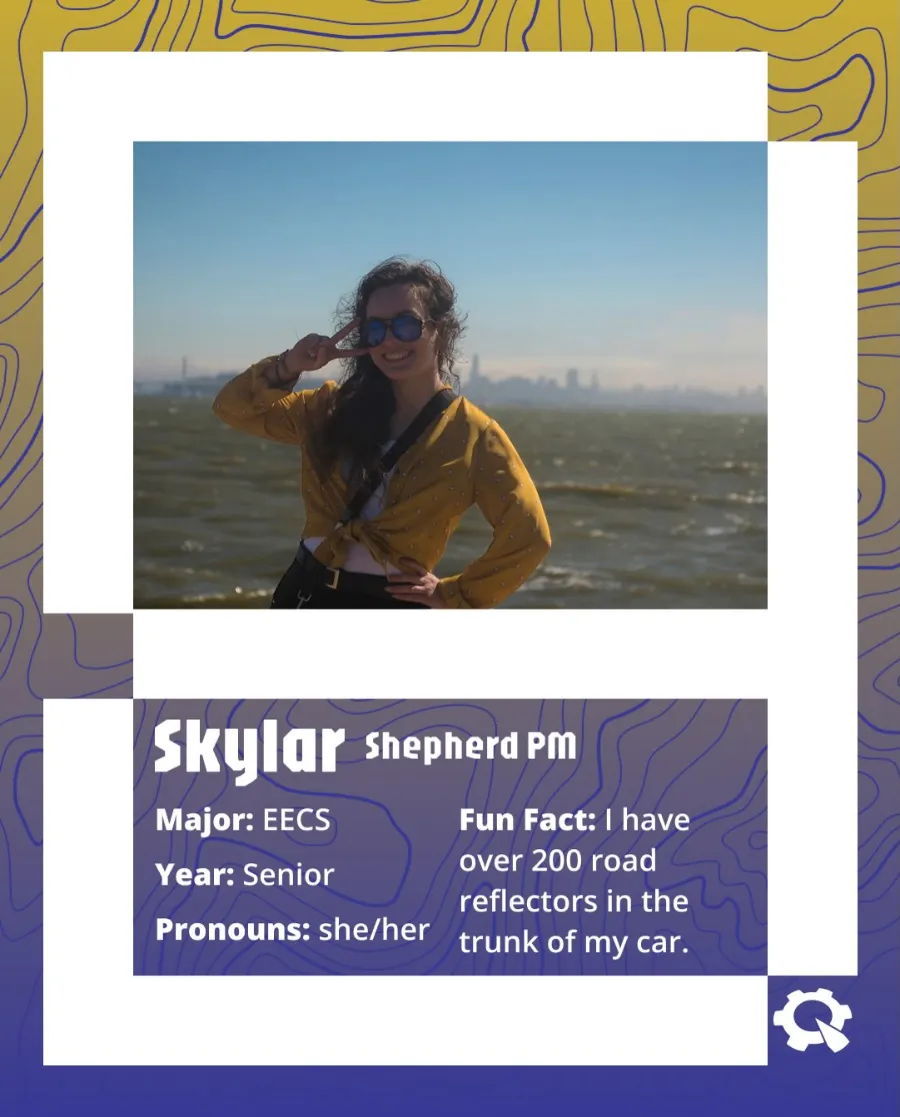 Skylar Shepherd PM
Major: EECS
Year: Senior
Pronouns: she/her
Fun Fact: I have
over 200 road
reflectors in the
trunk of my car.